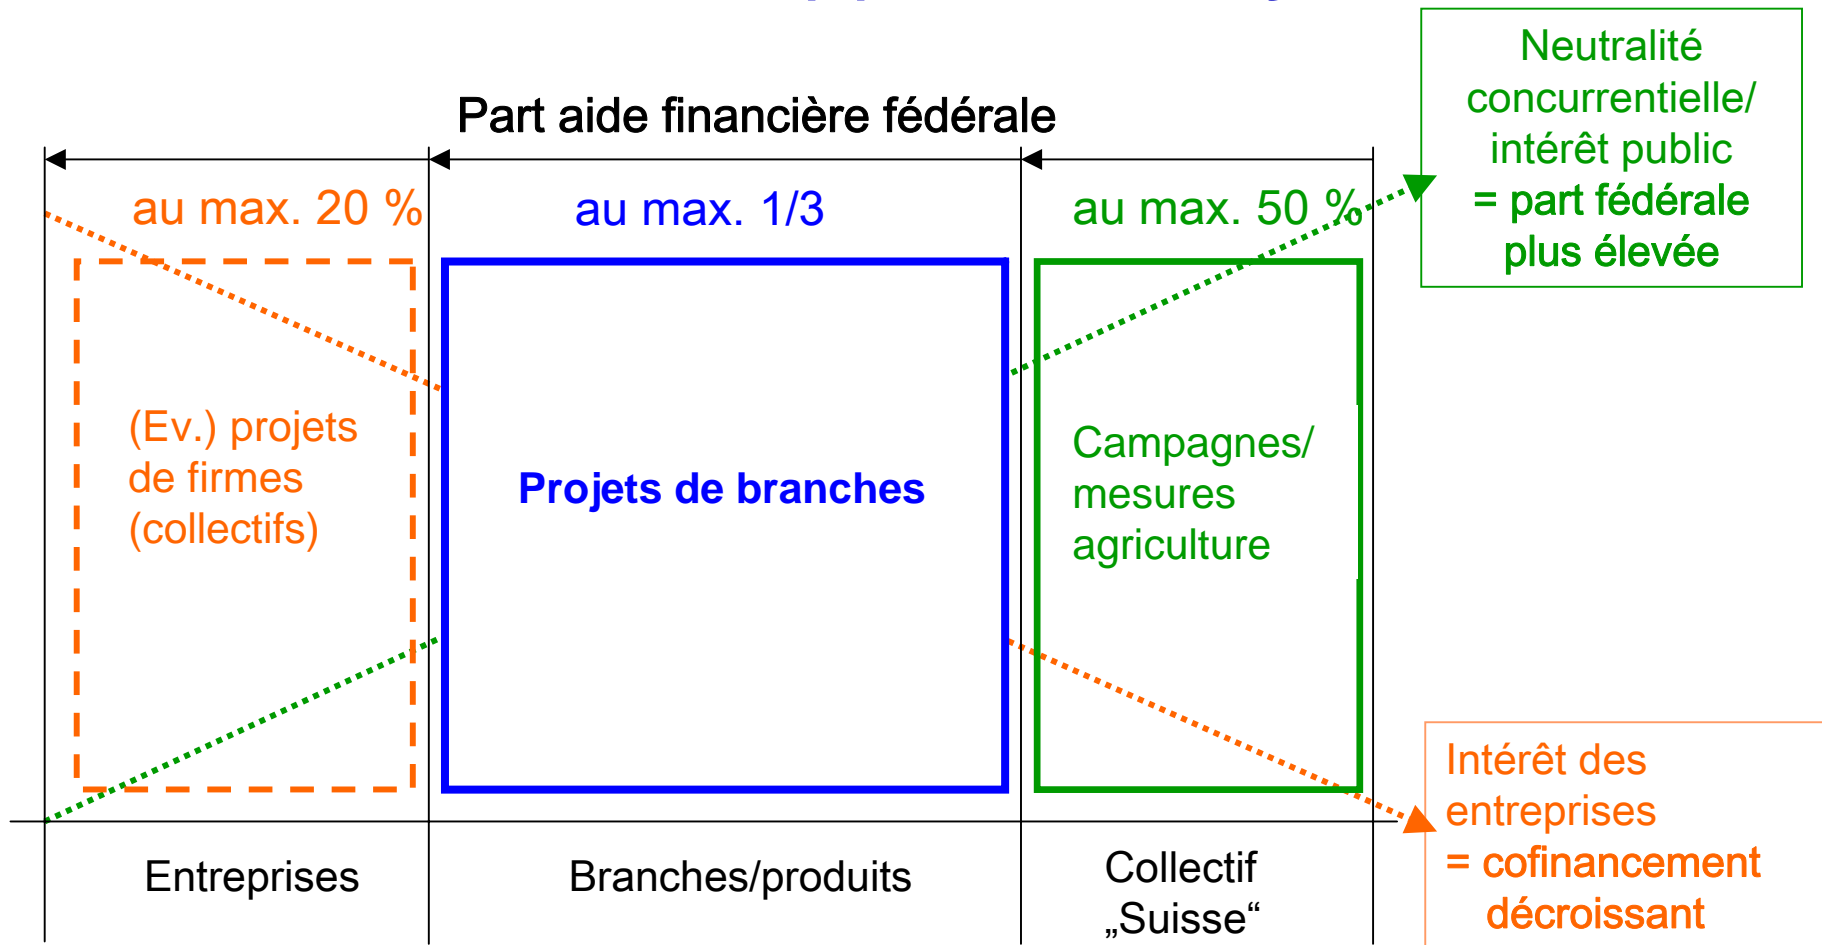 Neutralité
concurrentielle/
intérêt public
= part fédérale
plus élevée
Part aide financière fédérale
au max. 20 %
au max. 1/3
au max. 50 %
(Ev.) projets
de firmes
(collectifs)
Projets de branches
Campagnes/
mesures
agriculture
Intérêt des
entreprises
= cofinancement
décroissant
Entreprises
Branches/produits
Collectif
„Suisse“